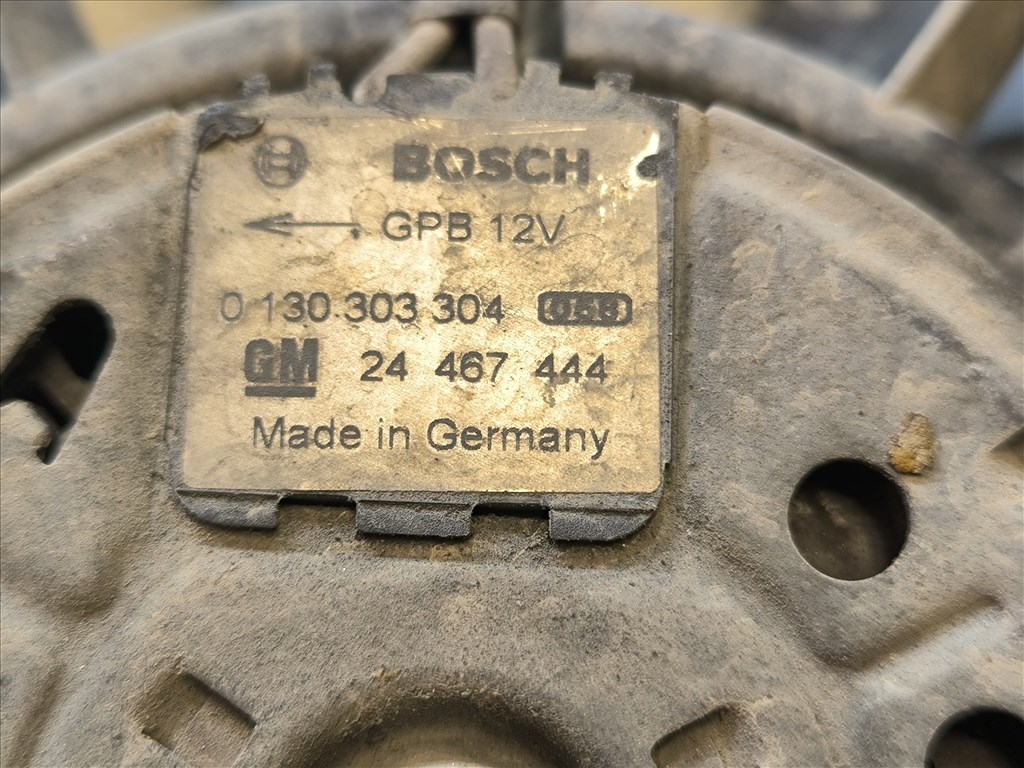 BOSCH
GPB 12V
0 130 303 304
GM 24 467 444
Made in Germany